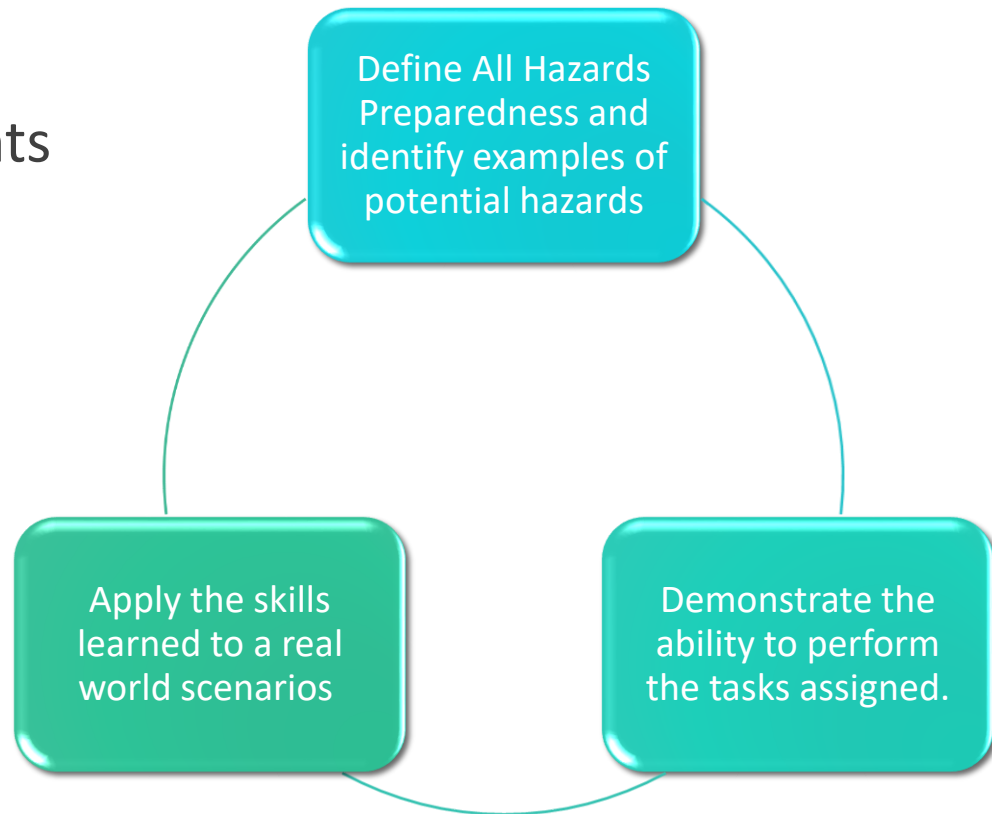 nts
Define All Hazards
Preparedness and
identify examples of
potential hazards
Apply the skills
learned to a real
world scenarios
Demonstrate the
ability to perform
the tasks assigned.